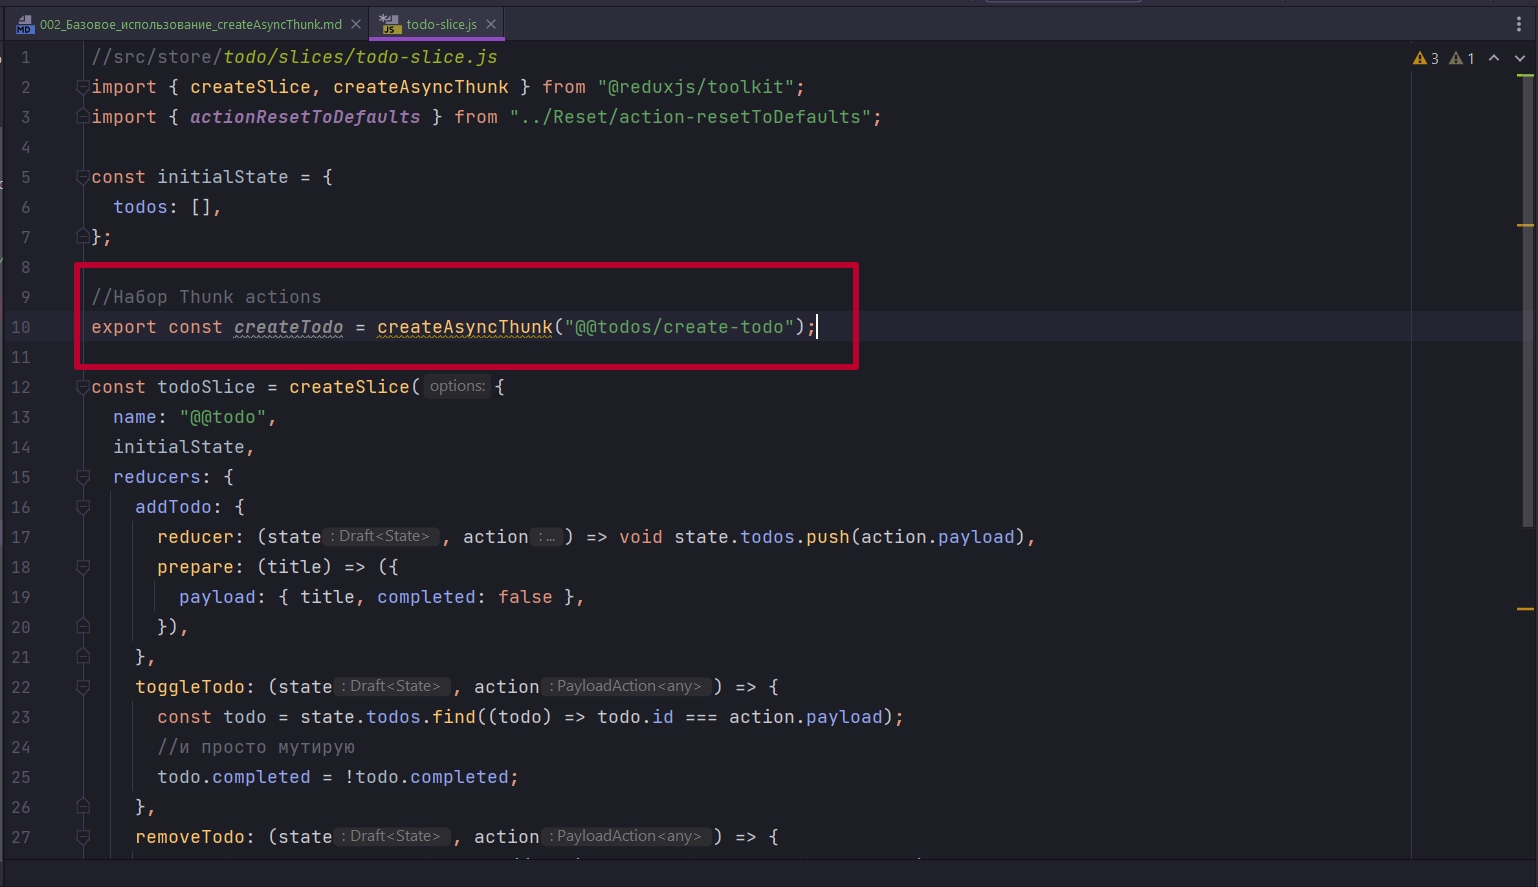 002_Базовое_использование_createAsyncThunk.md
todo-slice.js
3 1
1 //src/store/todo/slices/todo-slice.js
2 import { createSlice, createAsyncThunk } from "@reduxjs/toolkit";
3 import { actionResetToDefaults } from "../Reset/action-resetToDefaults";
4
5 const initialState = {
6 todos: [],
7 };
8
9 //Набор Thunk actions
10 export const createTodo = createAsyncThunk("@@todos/create-todo");
11
12 const todoSlice = createSlice( options: {
13 name: "@@todo",
14 initialState,
15 reducers: {
16 addTodo: {
17 reducer: (state : Draft<State> , action : ... ) => void state.todos.push(action.payload),
18 prepare: (title) => ({
19 payload: { title, completed: false },
20 }),
21 },
22 toggleTodo: (state : Draft<State> , action : PayloadAction<any> ) => {
23 const todo = state.todos.find((todo) => todo.id === action.payload);
24 //и просто мутирую
25 todo.completed = !todo.completed;
26 },
27 removeTodo: (state : Draft<State> , action : PayloadAction<any> ) => {